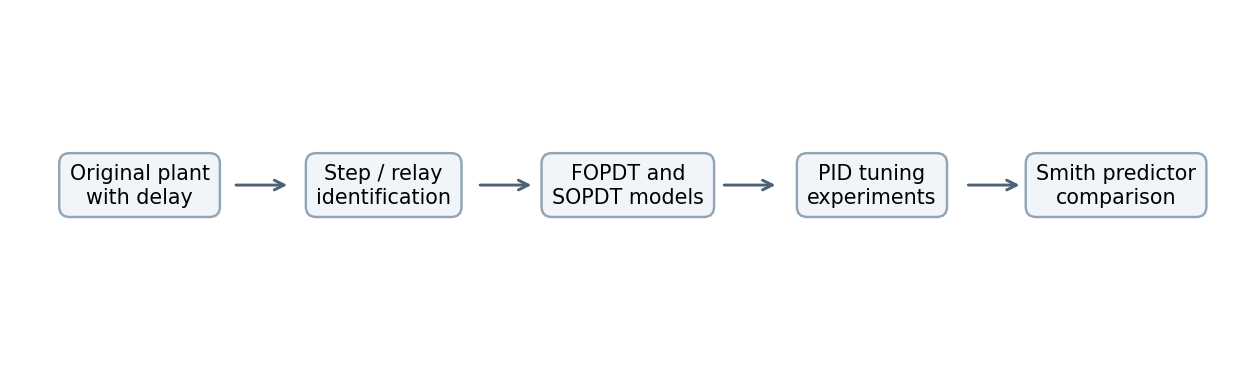 Original plant
with delay
Step / relay
identification
FOPDT and
SOPDT models
PID tuning
experiments
Smith predictor
comparison